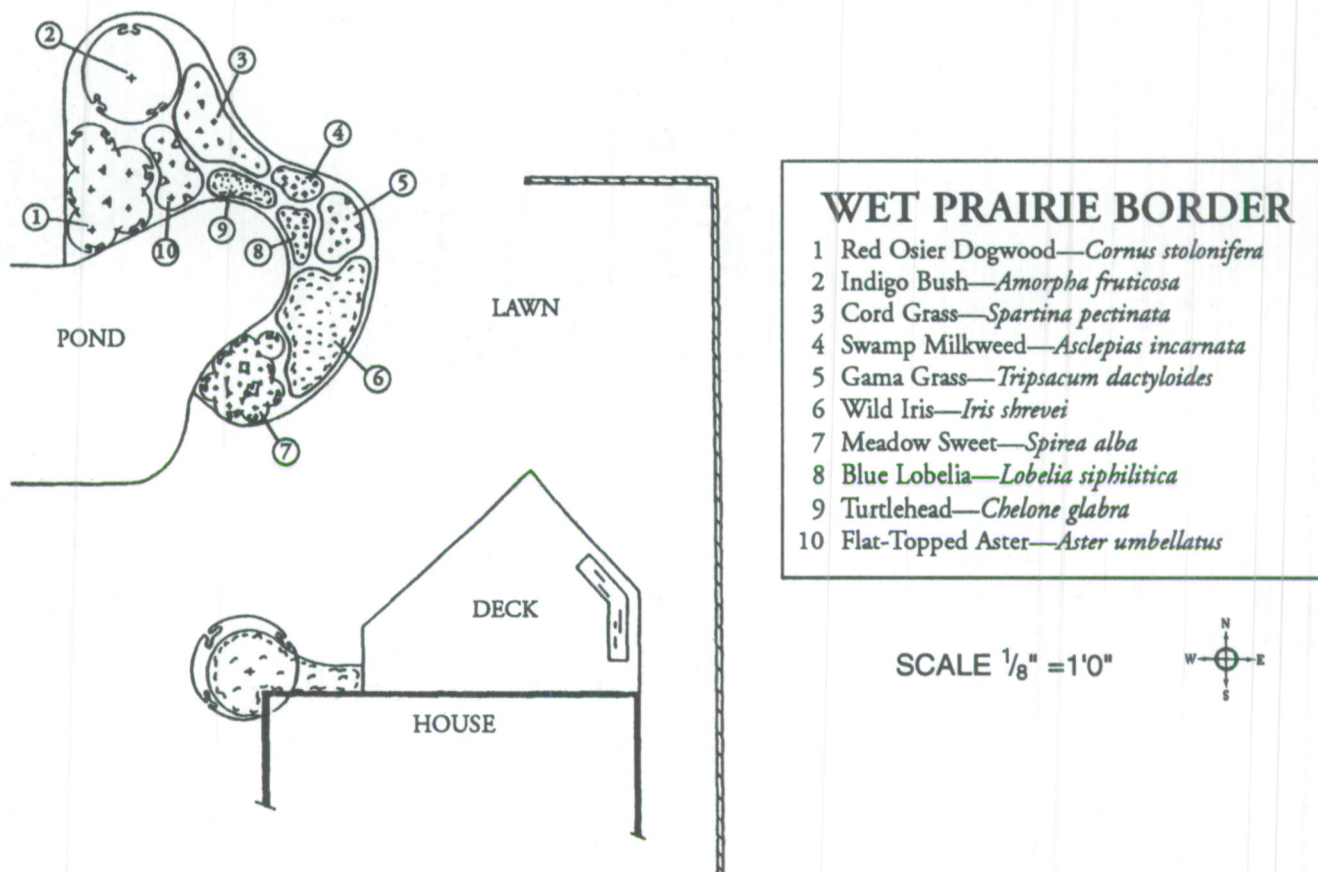 2
3
4
5
1
10
9
8
6
7
POND
LAWN
DECK
HOUSE
WET PRAIRIE BORDER
1 Red Osier Dogwood—Cornus stolonifera
2 Indigo Bush—Amorpha fruticosa
3 Cord Grass—Spartina pectinata
4 Swamp Milkweed—Asclepias incarnata
5 Gama Grass—Tripsacum dactyloides
6 Wild Iris—Iris shrevei
7 Meadow Sweet—Spirea alba
8 Blue Lobelia—Lobelia siphilitica
9 Turtlehead—Chelone glabra
10 Flat-Topped Aster—Aster umbellatus
SCALE 1/8" =1'0"
N
W E
S